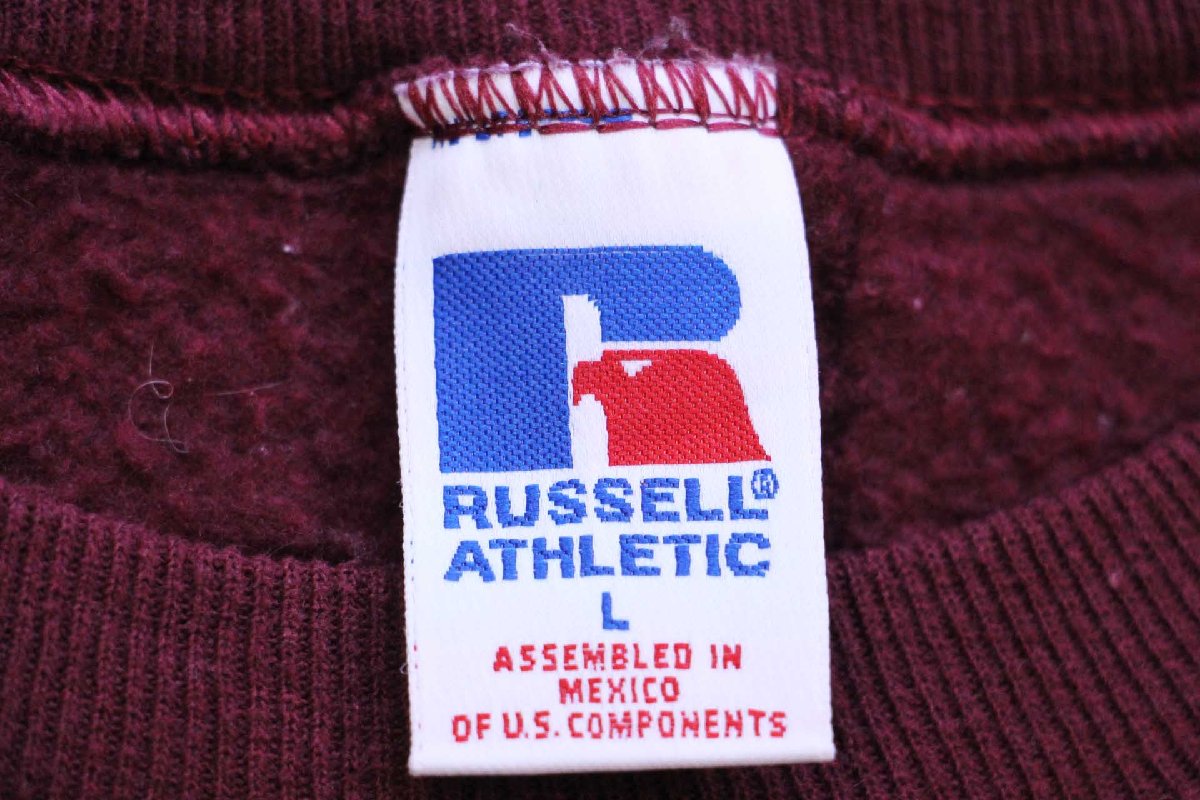 RUSSELL®
ATHLETIC
L
ASSEMBLED IN
MEXICO
OF U.S. COMPONENTS